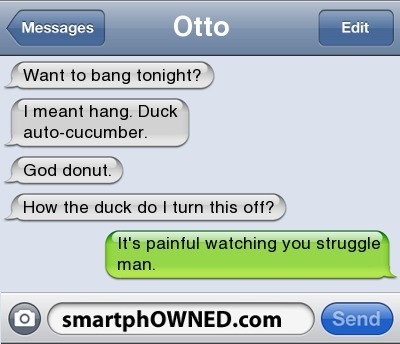 Messages
Otto
Edit
Want to bang tonight?
I meant hang. Duck
auto-cucumber.
God donut.
How the duck do I turn this off?
It's painful watching you struggle
man.
smartphOWNED.com
Send